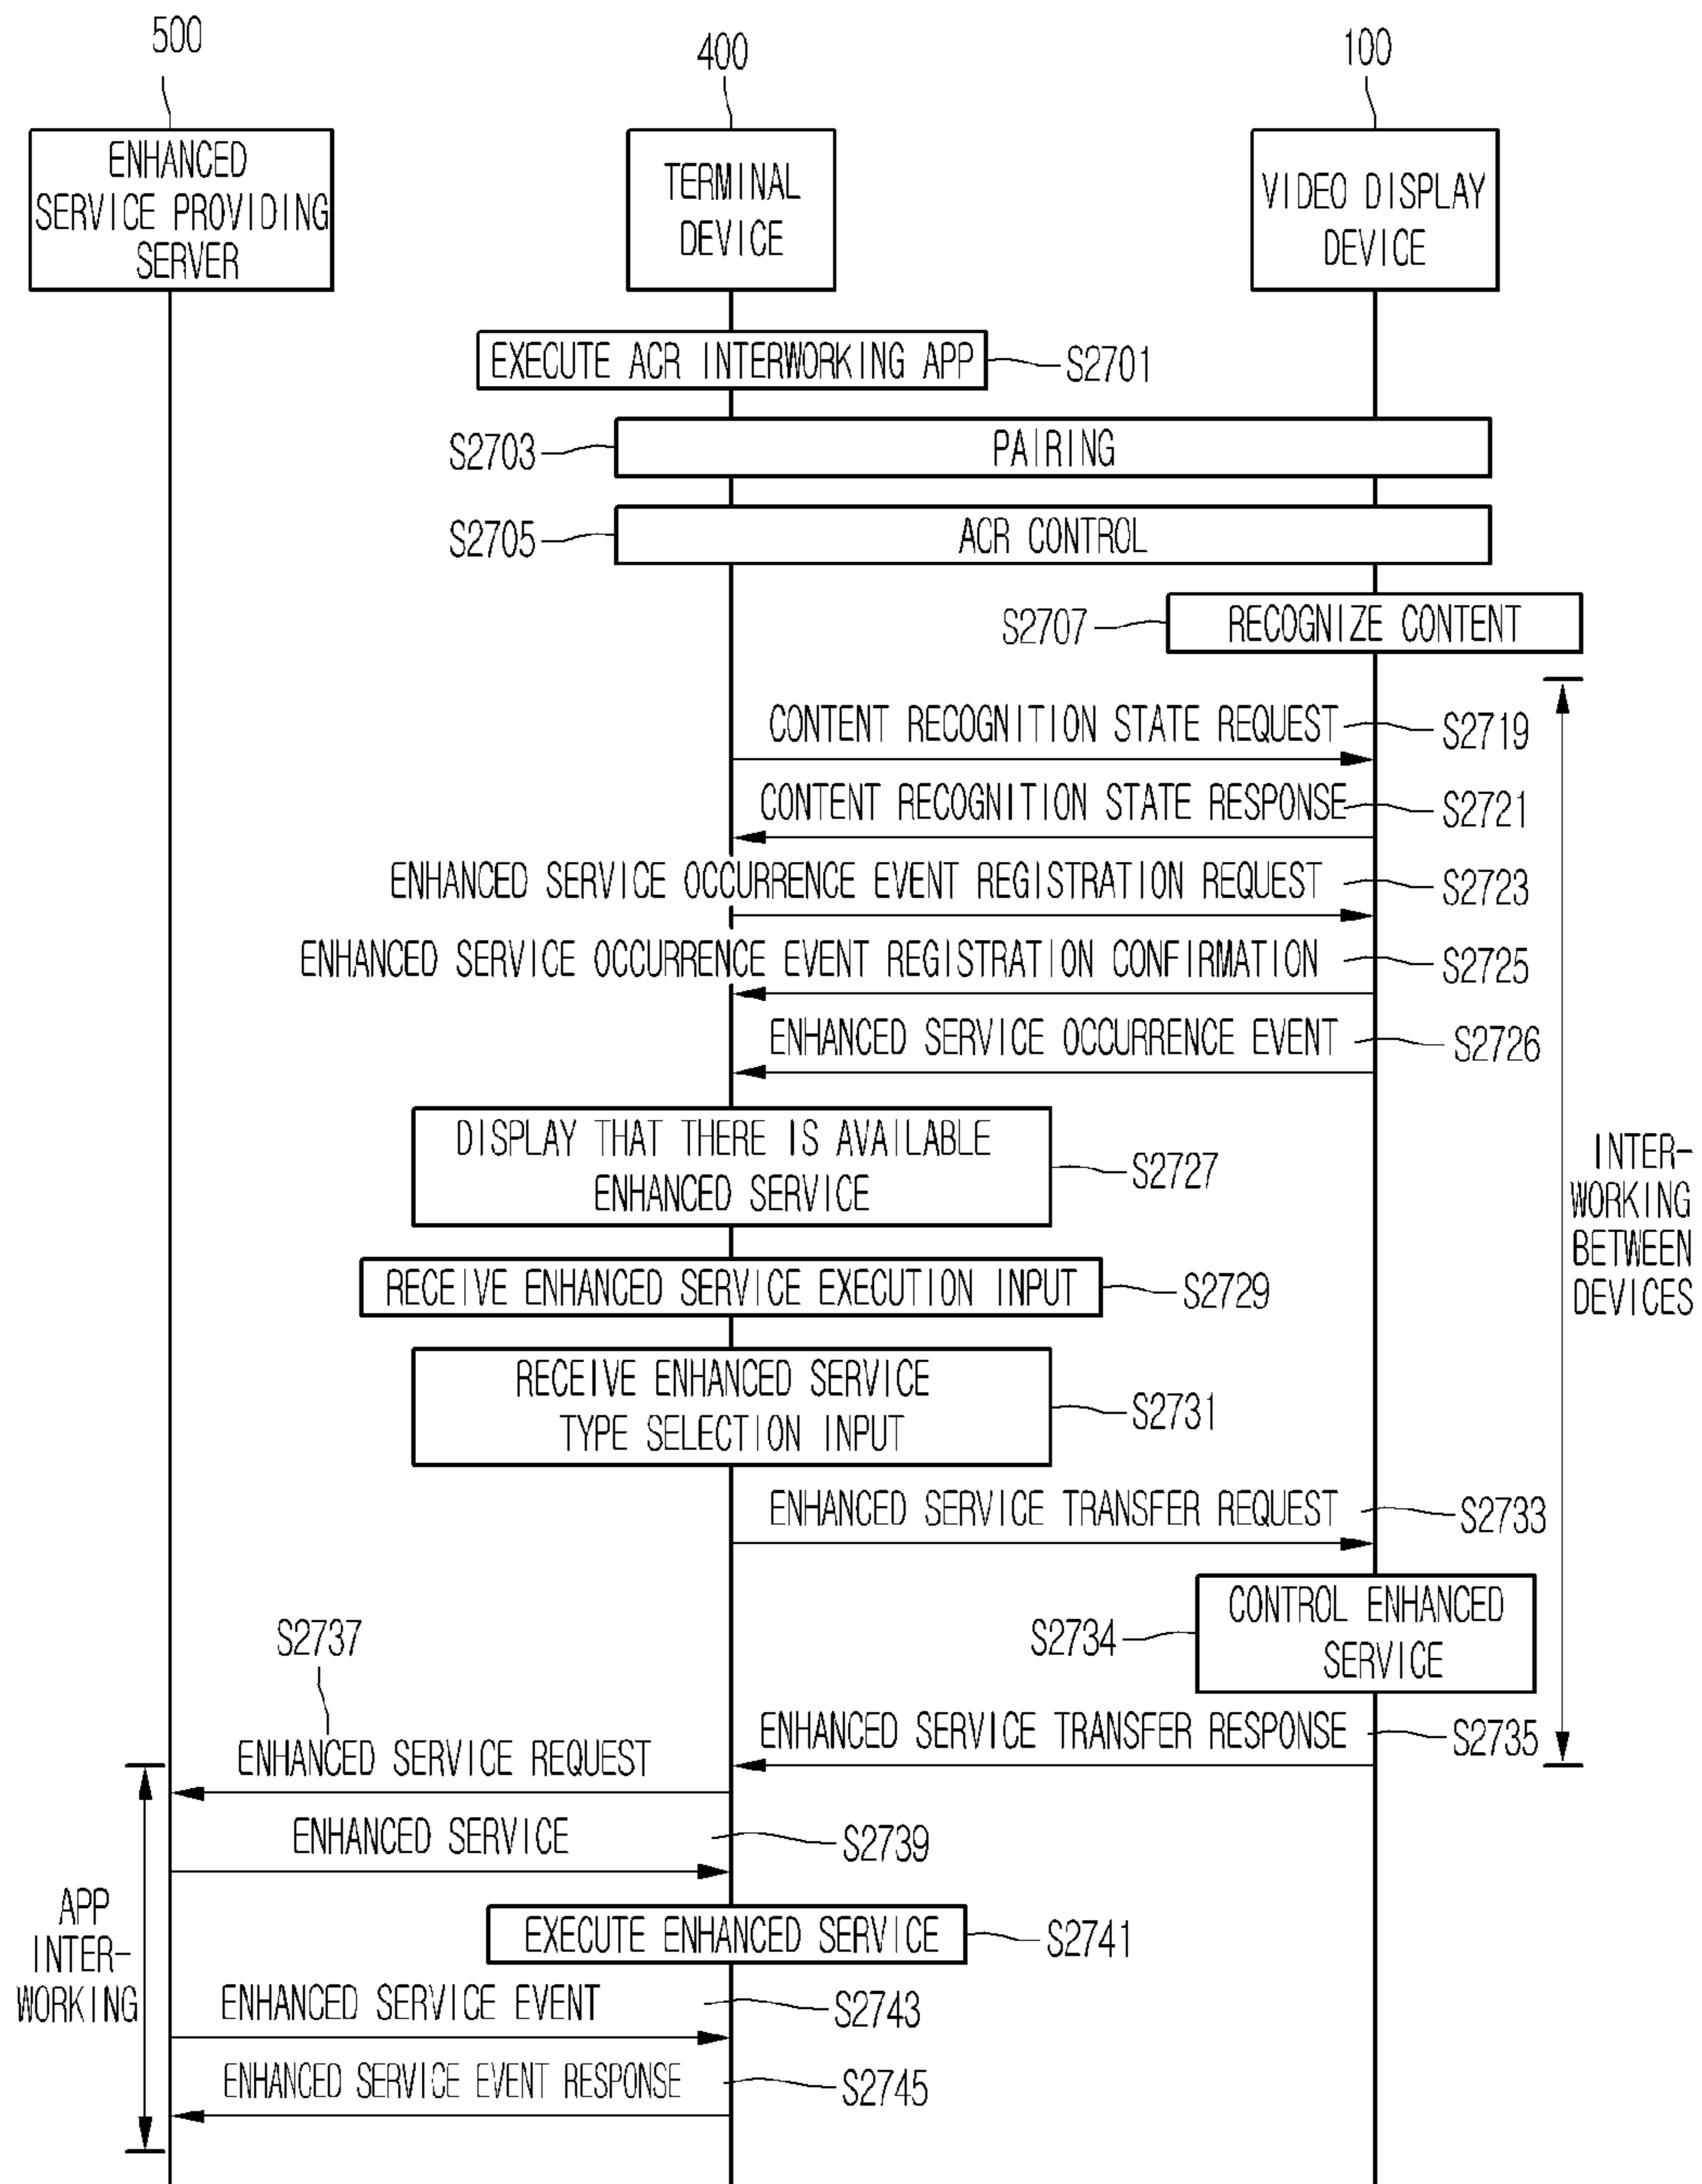 500
400
100
ENHANCED
SERVICE PROVIDING
SERVER
TERMINAL
DEVICE
VIDEO DISPLAY
DEVICE
EXECUTE ACR INTERWORKING APP
S2701
S2703
PAIRING
S2705
ACR CONTROL
S2707
RECOGNIZE CONTENT
CONTENT RECOGNITION STATE REQUEST
S2719
CONTENT RECOGNITION STATE RESPONSE
S2721
ENHANCED SERVICE OCCURRENCE EVENT REGISTRATION REQUEST
S2723
ENHANCED SERVICE OCCURRENCE EVENT REGISTRATION CONFIRMATION
S2725
ENHANCED SERVICE OCCURRENCE EVENT
S2726
DISPLAY THAT THERE IS AVAILABLE
ENHANCED SERVICE
S2727
INTER-
WORKING
BETWEEN
DEVICES
RECEIVE ENHANCED SERVICE EXECUTION INPUT
S2729
RECEIVE ENHANCED SERVICE
TYPE SELECTION INPUT
S2731
ENHANCED SERVICE TRANSFER REQUEST
S2733
CONTROL ENHANCED
SERVICE
S2734
S2737
ENHANCED SERVICE TRANSFER RESPONSE
S2735
ENHANCED SERVICE REQUEST
ENHANCED SERVICE
S2739
APP
INTER-
WORKING
EXECUTE ENHANCED SERVICE
S2741
ENHANCED SERVICE EVENT
S2743
ENHANCED SERVICE EVENT RESPONSE
S2745